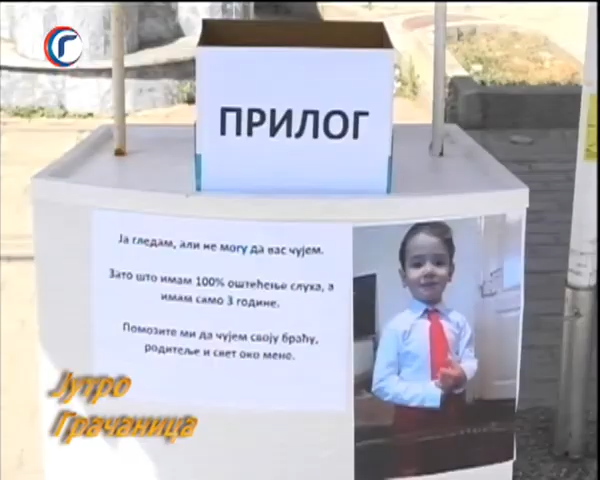 ПРИЛОГ
Ја гледам, али не могу да вас чујем.
Зато што имам 100% оштећење слуха, а
имам само 3 године.
Помозите ми да чујем своју браћу,
родитеље и свет око мене.
Јутро
Грачаница